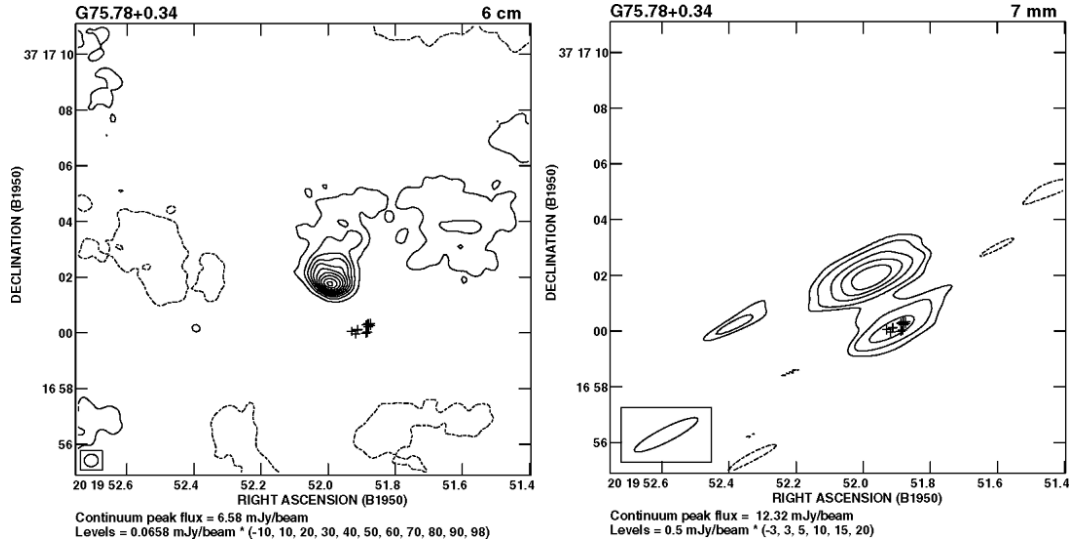 G75.78+0.34 6 cm
37 17 10
08
06
04
02
00
16 58
56
DECLINATION (B1950)
20 19 52.6 52.4 52.2 52.0 51.8 51.6 51.4
RIGHT ASCENSION (B1950)
Continuum peak flux = 6.58 mJy/beam
Levels = 0.0658 mJy/beam * (-10, 10, 20, 30, 40, 50, 60, 70, 80, 90, 98)
G75.78+0.34 7 mm
37 17 10
08
06
04
02
00
16 58
56
DECLINATION (B1950)
20 19 52.6 52.4 52.2 52.0 51.8 51.6 51.4
RIGHT ASCENSION (B1950)
Continuum peak flux = 12.32 mJy/beam
Levels = 0.5 mJy/beam * (-3, 3, 5, 10, 15, 20)